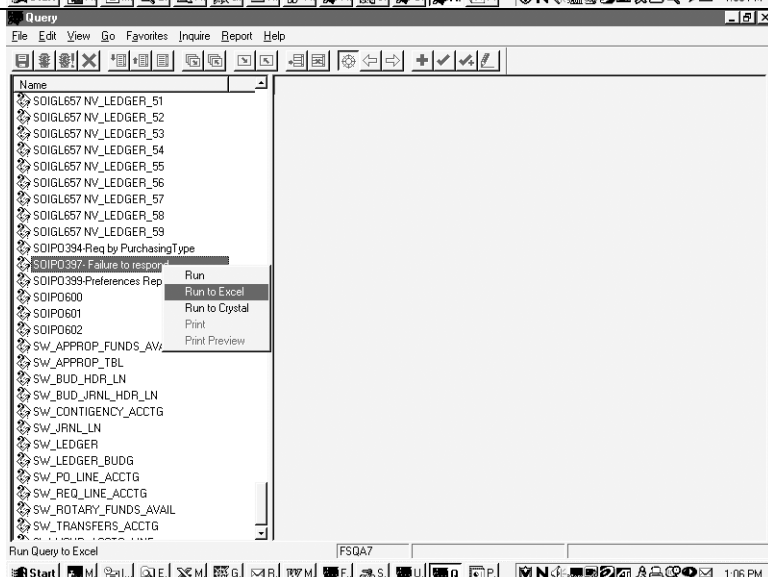 Start
Query
File Edit View Go Favorites Inquire Report Help
Name
SOIGL657 NV_LEDGER_51
SOIGL657 NV_LEDGER_52
SOIGL657 NV_LEDGER_53
SOIGL657 NV_LEDGER_54
SOIGL657 NV_LEDGER_55
SOIGL657 NV_LEDGER_56
SOIGL657 NV_LEDGER_57
SOIGL657 NV_LEDGER_58
SOIGL657 NV_LEDGER_59
SOIPO394-Req by PurchasingType
SOIPO397- Failure to respond
Run
SOIPO399-Preferences Rep
Run to Excel
SOIPO600
Run to Crystal
SOIPO601
Print
SOIPO602
Print Preview
SW_APPROP_FUNDS_AV
SW_APPROP_TBL
SW_BUD_HDR_LN
SW_BUD_JRNL_HDR_LN
SW_CONTIGENCY_ACCTG
SW_JRNL_LN
SW_LEDGER
SW_LEDGER_BUDG
SW_PO_LINE_ACCTG
SW_REQ_LINE_ACCTG
SW_ROTARY_FUNDS_AVAIL
SW_TRANSFERS_ACCTG
Run Query to Excel FSQA7
Start M I.. E. M G. B. M F. S. U. Q P. 1:06 PM